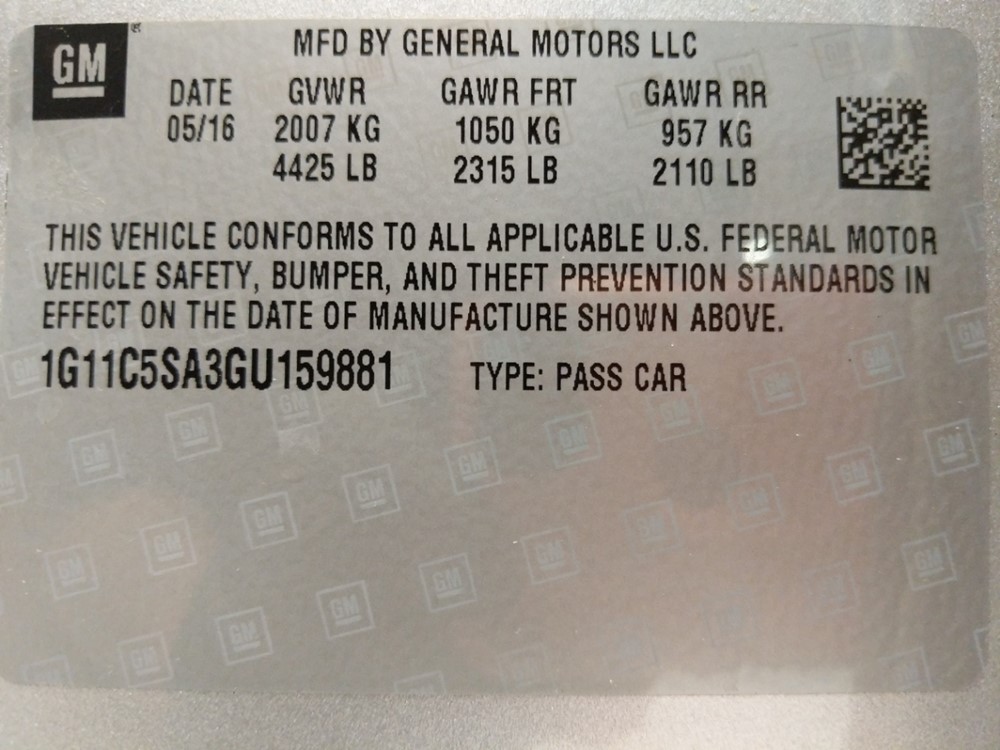 GM
MFD BY GENERAL MOTORS LLC
DATE GVWR GAWR FRT GAWR RR
05/16 2007 KG 1050 KG 957 KG
4425 LB 2315 LB 2110 LB
THIS VEHICLE CONFORMS TO ALL APPLICABLE U.S. FEDERAL MOTOR
VEHICLE SAFETY, BUMPER, AND THEFT PREVENTION STANDARDS IN
EFFECT ON THE DATE OF MANUFACTURE SHOWN ABOVE.
1G11C5SA3GU159881 TYPE: PASS CAR